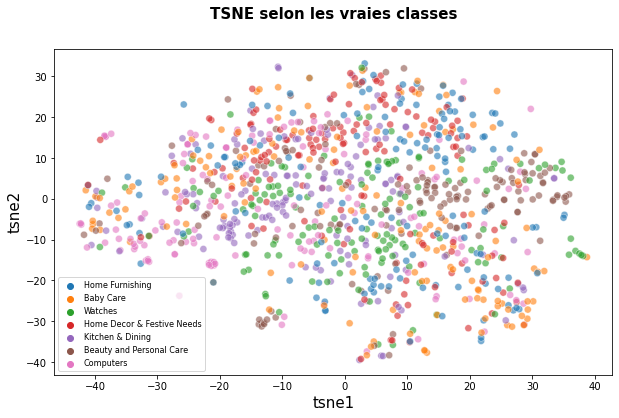 TSNE selon les vraies classes
30
20
10
0
−10
−20
−30
−40
tsne2
Home Furnishing
Baby Care
Watches
Home Decor & Festive Needs
Kitchen & Dining
Beauty and Personal Care
Computers
−40 −30 −20 −10 0 10 20 30 40
tsne1